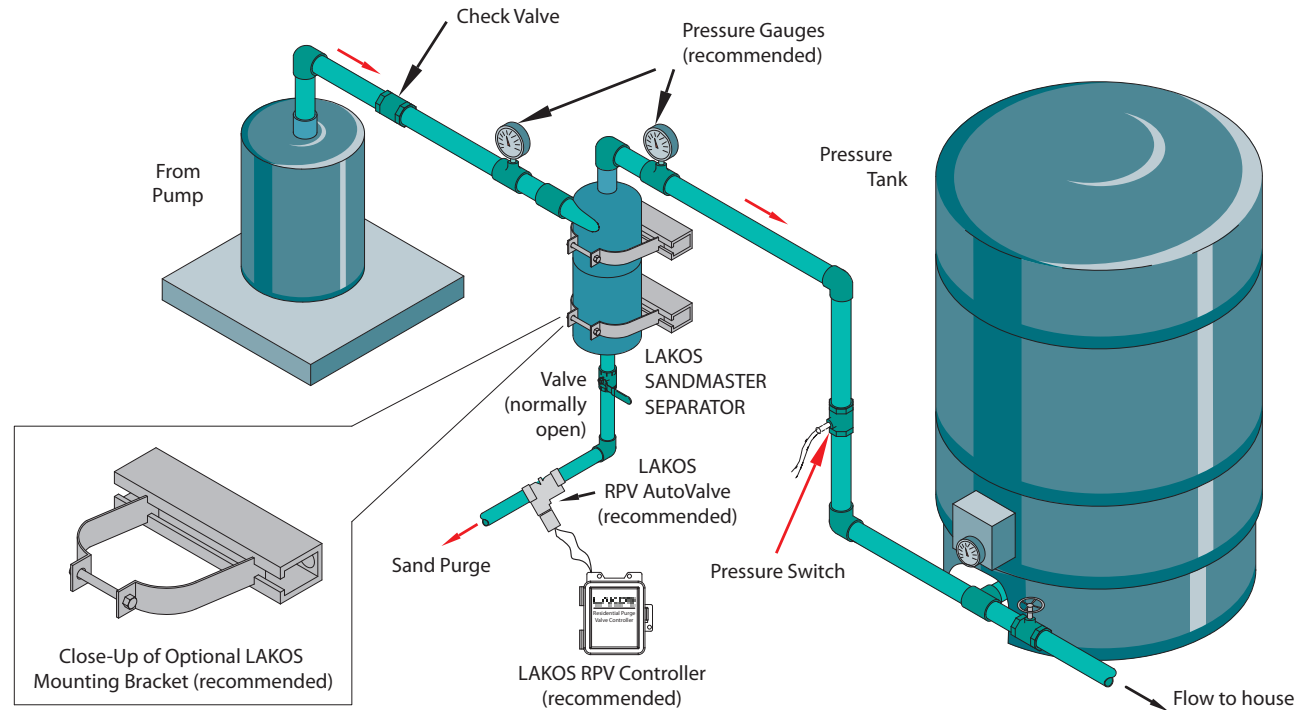 Check Valve
Pressure Gauges
(recommended)
From
Pump
Pressure
Tank
LAKOS
SANDMASTER
SEPARATOR
Valve
(normally
open)
LAKOS
RPV AutoValve
(recommended)
Sand Purge
Pressure Switch
LAKOS
Residential Purge
Valve Controller
LAKOS RPV Controller
(recommended)
Close-Up of Optional LAKOS
Mounting Bracket (recommended)
Flow to house